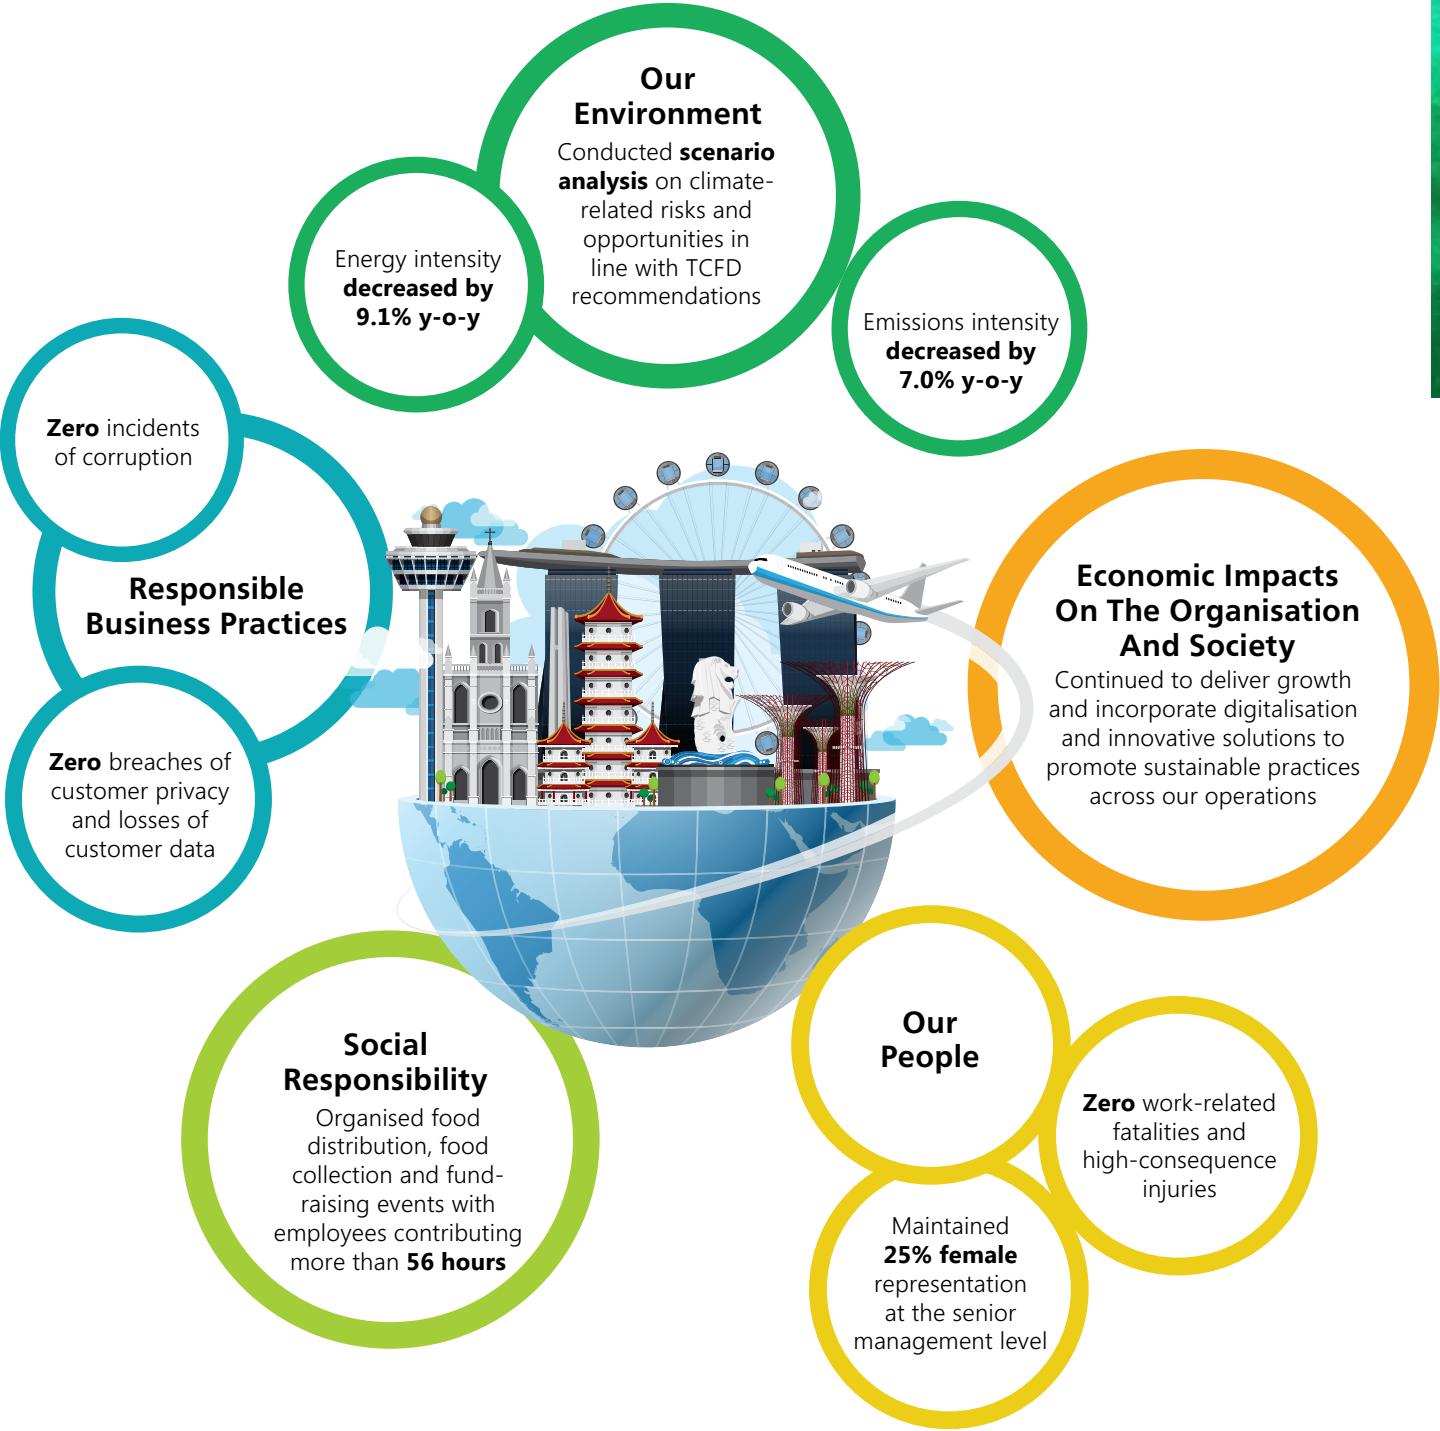 Our
Environment
Conducted scenario
analysis on climate-
related risks and
opportunities in
line with TCFD
recommendations
Energy intensity
decreased by
9.1% y-o-y
Emissions intensity
decreased by
7.0% y-o-y
Zero incidents
of corruption
Responsible
Business Practices
Zero breaches of
customer privacy
and losses of
customer data
Economic Impacts
On The Organisation
And Society
Continued to deliver growth
and incorporate digitalisation
and innovative solutions to
promote sustainable practices
across our operations
Social
Responsibility
Organised food
distribution, food
collection and fund-
raising events with
employees contributing
more than 56 hours
Our
People
Zero work-related
fatalities and
high-consequence
injuries
Maintained
25% female
representation
at the senior
management level